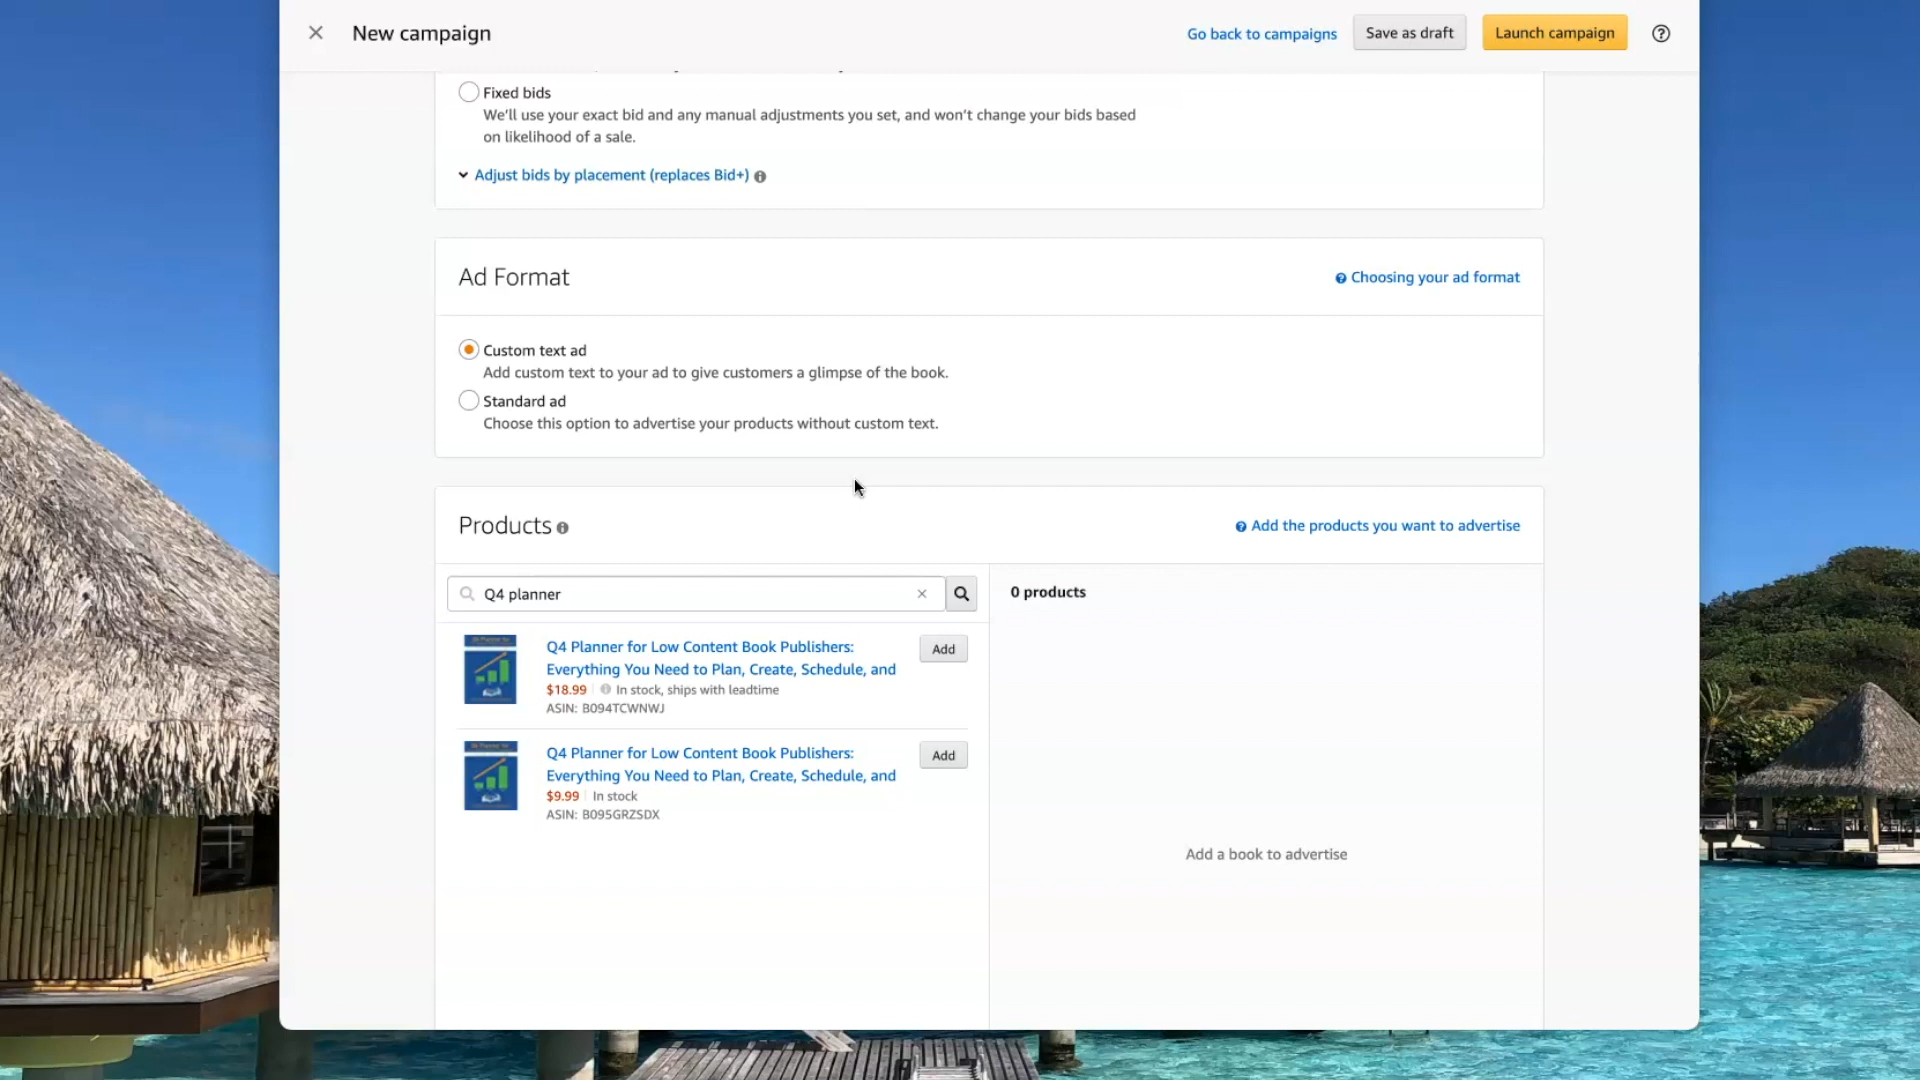 New campaign
Go back to campaigns
Save as draft
Launch campaign
Fixed bids
We'll use your exact bid and any manual adjustments you set, and won't change your bids based
on likelihood of a sale.
Adjust bids by placement (replaces Bid+)
Ad Format
Choosing your ad format
Custom text ad
Add custom text to your ad to give customers a glimpse of the book.
Standard ad
Choose this option to advertise your products without custom text.
Products
Add the products you want to advertise
Q4 planner
0 products
Q4 Planner for Low Content Book Publishers:
Everything You Need to Plan, Create, Schedule, and
Add
$18.99
In stock, ships with leadtime
ASIN: B094TCWNWJ
Q4 Planner for Low Content Book Publishers:
Everything You Need to Plan, Create, Schedule, and
Add
$9.99
In stock
ASIN: B095GRZSDX
Add a book to advertise